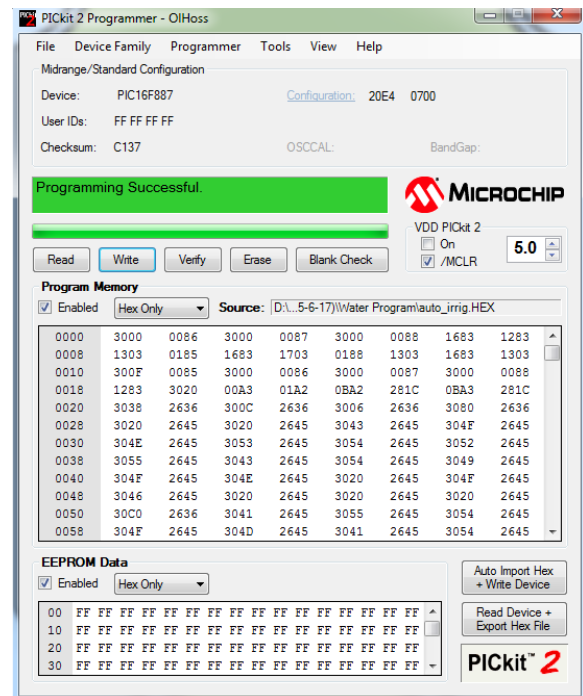 PICkit 2 Programmer - OlHoss
File Device Family Programmer Tools View Help
Midrange/Standard Configuration
Device: PIC16F887 Configuration: 20E4 0700
User IDs: FF FF FF FF
Checksum: C137 OSCCAL: BandGap:
Programming Successful.
MICROCHIP
VDD PICkit 2
On
/MCLR
5.0
Read Write Verify Erase Blank Check
Program Memory
Enabled Hex Only Source: D:\...5-6-17)\Water Program\auto_irrig.HEX
0000 3000 0086 3000 0087 3000 0088 1683 1283
0008 1303 0185 1683 1703 0188 1303 1683 1303
0010 300F 0085 3000 0086 3000 0087 3000 0088
0018 1283 3020 00A3 01A2 0BA2 281C 0BA3 281C
0020 3038 2636 300C 2636 3006 2636 3080 2636
0028 3020 2645 3020 2645 3043 2645 304F 2645
0030 304E 2645 3053 2645 3054 2645 3052 2645
0038 3055 2645 3043 2645 3054 2645 3049 2645
0040 304F 2645 304E 2645 3020 2645 304F 2645
0048 3046 2645 3020 2645 3020 2645 3020 2645
0050 30C0 2636 3041 2645 3055 2645 3054 2645
0058 304F 2645 304D 2645 3041 2645 3054 2645
EEPROM Data
Enabled Hex Only
00 FF FF FF FF FF FF FF FF FF FF FF FF FF FF FF FF
10 FF FF FF FF FF FF FF FF FF FF FF FF FF FF FF FF
20 FF FF FF FF FF FF FF FF FF FF FF FF FF FF FF FF
30 FF FF FF FF FF FF FF FF FF FF FF FF FF FF FF FF
Auto Import Hex
+ Write Device
Read Device +
Export Hex File
PICkit™ 2